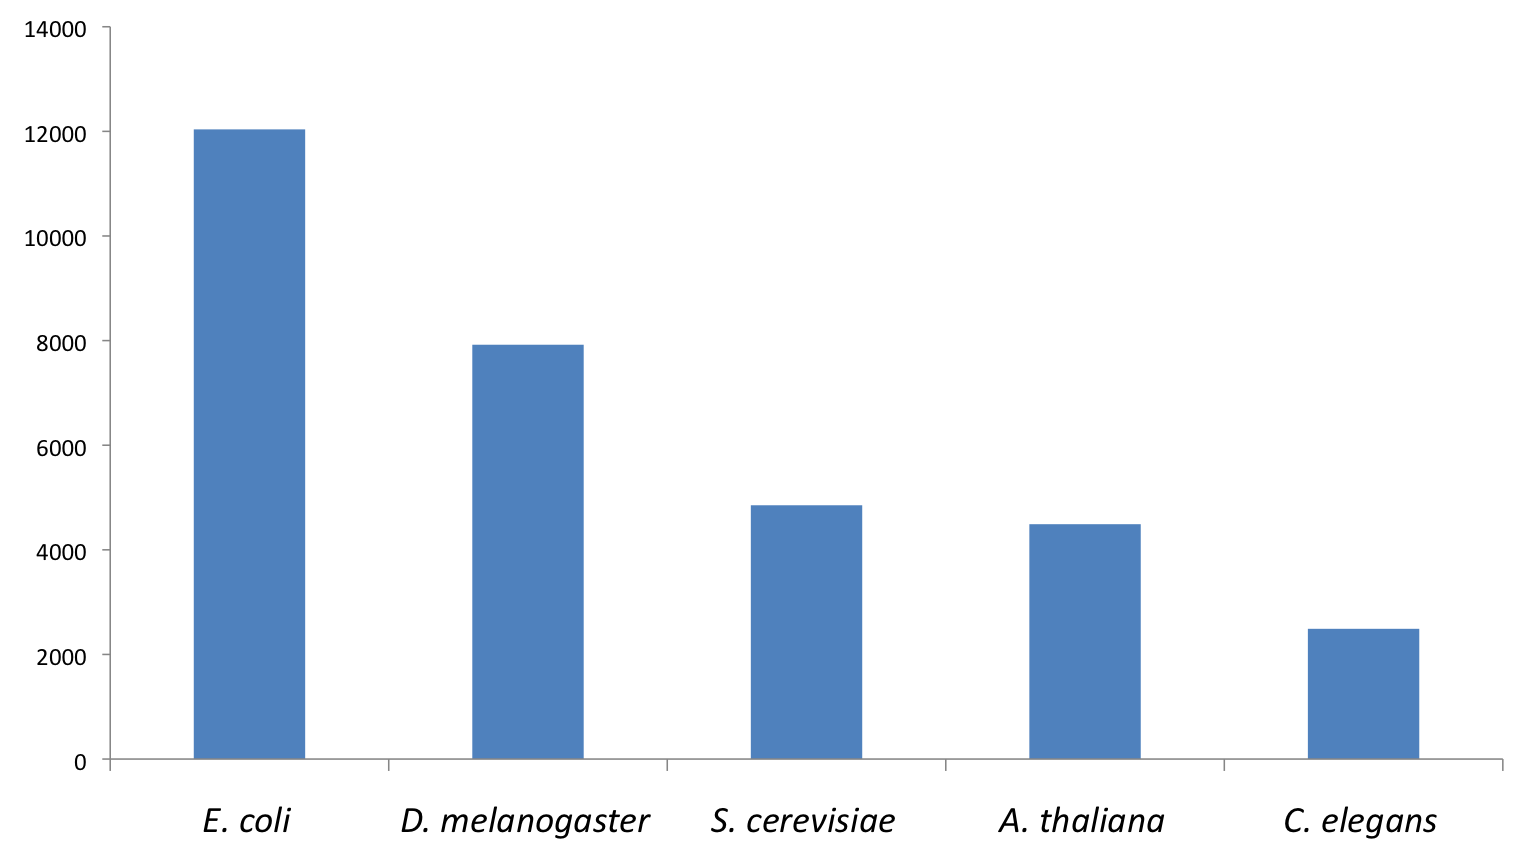 14000
12000
10000
8000
6000
4000
2000
0
E. coli
D. melanogaster
S. cerevisiae
A. thaliana
C. elegans